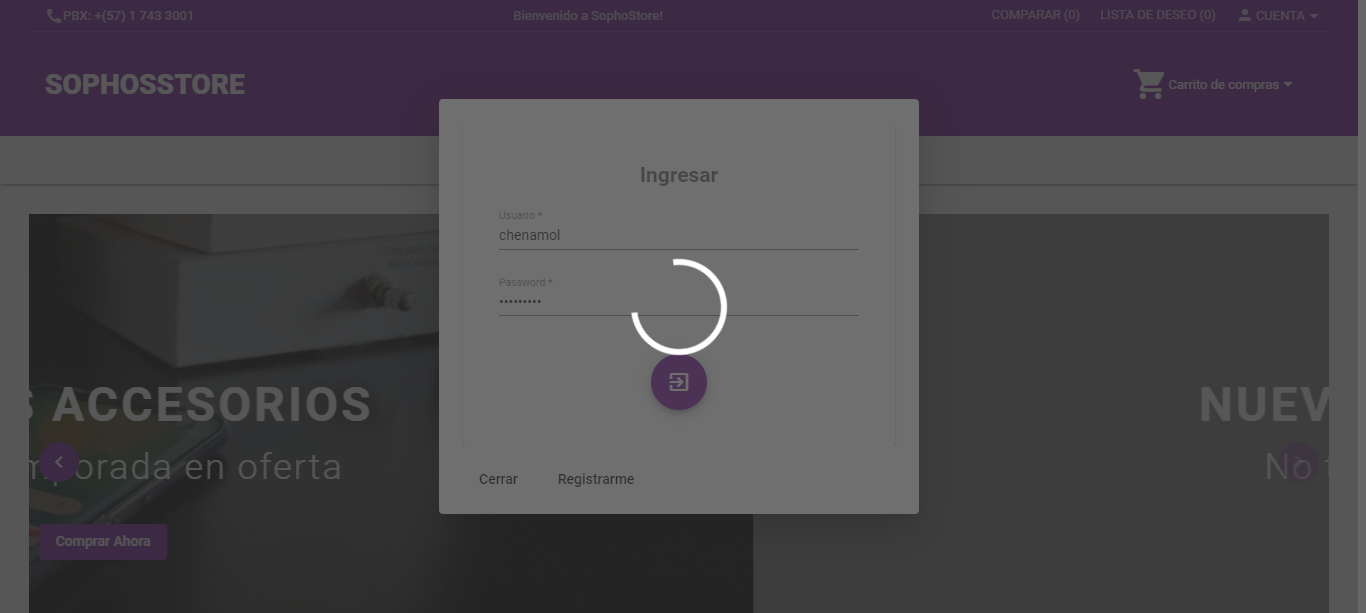 PBX: +(57) 1 743 3001
Bienvenido a SophoStore!
COMPARAR (0)
LISTA DE DESEO (0)
CUENTA
SOPHOSSTORE
Carrito de compras
Ingresar
Usuario *
chenamol
Password *
•••••••••
S ACCESORIOS
orada en oferta
Comprar Ahora
NUEV
No
Cerrar
Registrarme